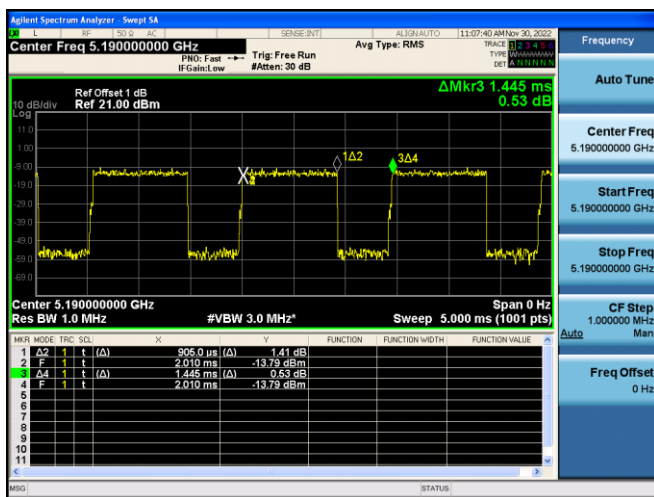 Agilent Spectrum Analyzer - Swept SA
LXI L RF 50 Ω AC SENSE:INT ALIGN AUTO 11:07:40 AM Nov 30, 2022
Center Freq 5.190000000 GHz
PNO: Fast
IFGain:Low
Trig: Free Run
#Atten: 30 dB
Avg Type: RMS
TRACE 1 2 3 4 5 6
TYPE
DET A N N N N N
Ref Offset 1 dB
Ref 21.00 dBm
10 dB/div
Log
ΔMkr3 1.445 ms
0.53 dB
11.0
1.00
-9.00
-19.0
-29.0
-39.0
-49.0
-59.0
-69.0
1Δ2
3Δ4
Center 5.190000000 GHz
Span 0 Hz
Res BW 1.0 MHz
#VBW 3.0 MHz*
Sweep 5.000 ms (1001 pts)
MKR MODE TRC SCL X Y FUNCTION FUNCTION WIDTH FUNCTION VALUE
1 Δ2 1 t (Δ) 905.0 µs (Δ) 1.41 dB
2 F 1 t 2.010 ms -13.79 dBm
3 Δ4 1 t (Δ) 1.445 ms (Δ) 0.53 dB
4 F 1 t 2.010 ms -13.79 dBm
5
6
7
8
9
10
11
MSG
STATUS
Frequency
Auto Tune
Center Freq
5.190000000 GHz
Start Freq
5.190000000 GHz
Stop Freq
5.190000000 GHz
CF Step
1.000000 MHz
Auto Man
Freq Offset
0 Hz